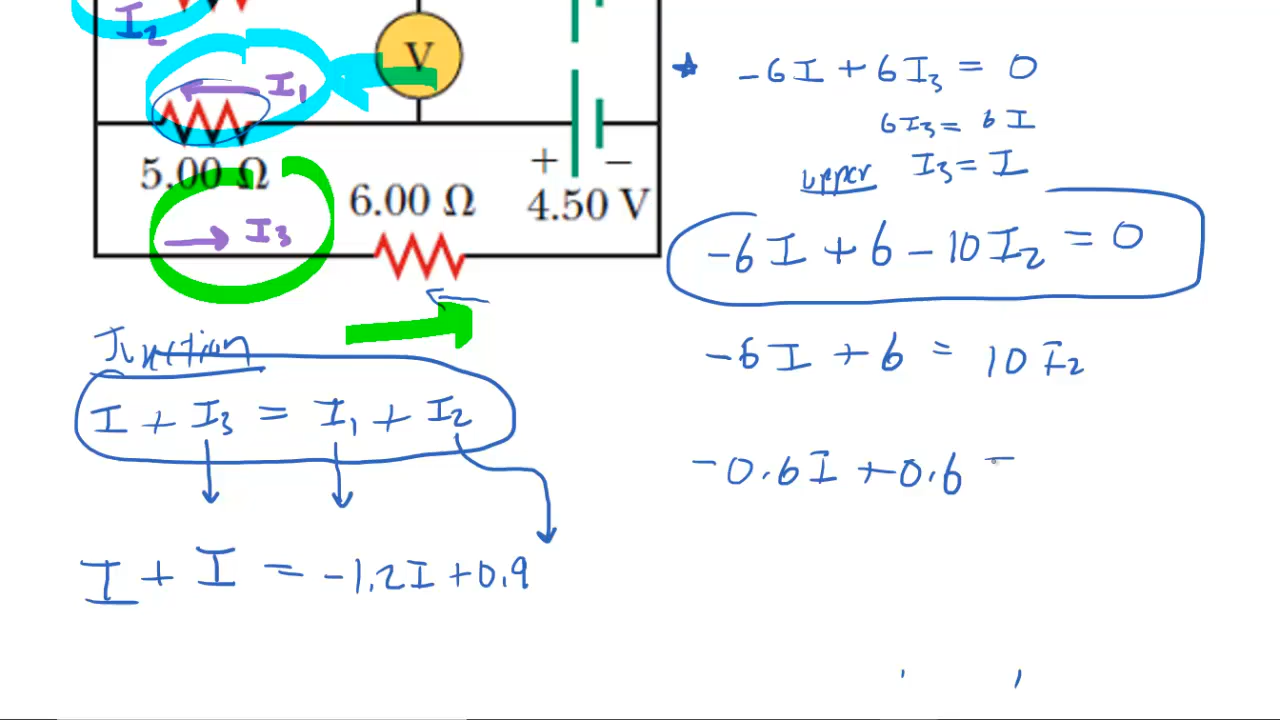 I₂
V
I₁
5.00 Ω
+ −
6.00 Ω
4.50 V
I₃
Junction
I + I₃ = I₁ + I₂
I + I = -1.2I + 0.9
-6I + 6I₃ = 0
6I₃ = 6I
upper I₃ = I
-6I + 6 - 10I₂ = 0
-6I + 6 = 10I₂
-0.6I + 0.6